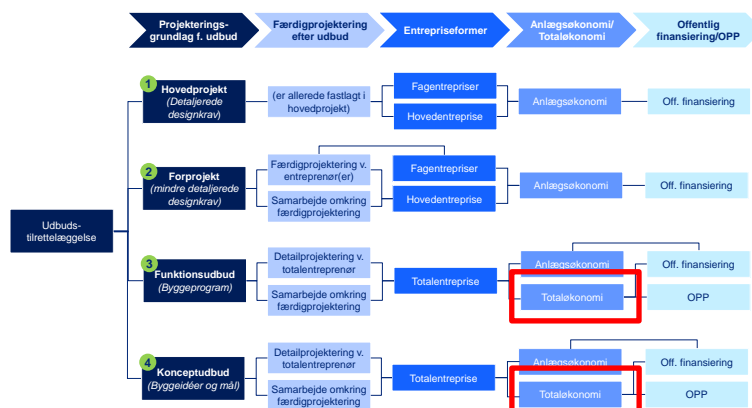 Projekterings-
grundlag f. udbud
Færdigprojektering
efter udbud
Entrepriseformer
Anlægsøkonomi/
Totaløkonomi
Offentlig
finansiering/OPP
Udbuds-
tilrettelæggelse
1
Hovedprojekt
(Detaljerede
designkrav)
(er allerede fastlagt i
hovedprojekt)
Fagentrepriser
Hovedentreprise
Anlægsøkonomi
Off. finansiering
2
Forprojekt
(mindre detaljerede
designkrav)
Færdigprojektering v.
entreprenør(er)
Samarbejde omkring
færdigprojektering
Fagentrepriser
Hovedentreprise
Anlægsøkonomi
Off. finansiering
3
Funktionsudbud
(Byggeprogram)
Detailprojektering v.
totalentreprenør
Samarbejde omkring
færdigprojektering
Totalentreprise
Anlægsøkonomi
Totaløkonomi
Off. finansiering
OPP
4
Konceptudbud
(Byggeidéer og mål)
Detailprojektering v.
totalentreprenør
Samarbejde omkring
færdigprojektering
Totalentreprise
Anlægsøkonomi
Totaløkonomi
Off. finansiering
OPP